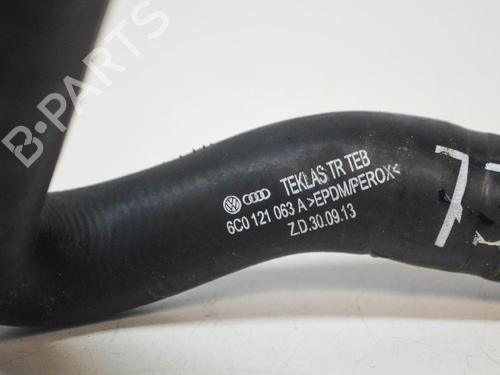 TEKLAS TR TEB
6C0 121 063 A >EPDM/PEROX<
Z.D.30.09.13
B-PARTS